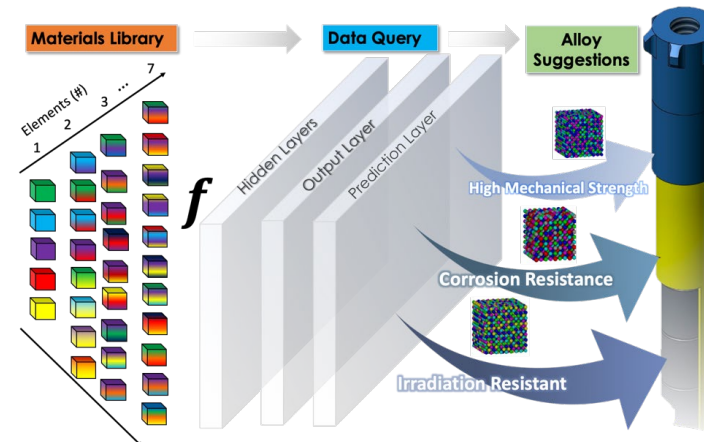 Materials Library
Data Query
Alloy
Suggestions
Elements (#)
1
2
3
...
7
f
Hidden Layers
Output Layer
Prediction Layer
High Mechanical Strength
Corrosion Resistance
Irradiation Resistant